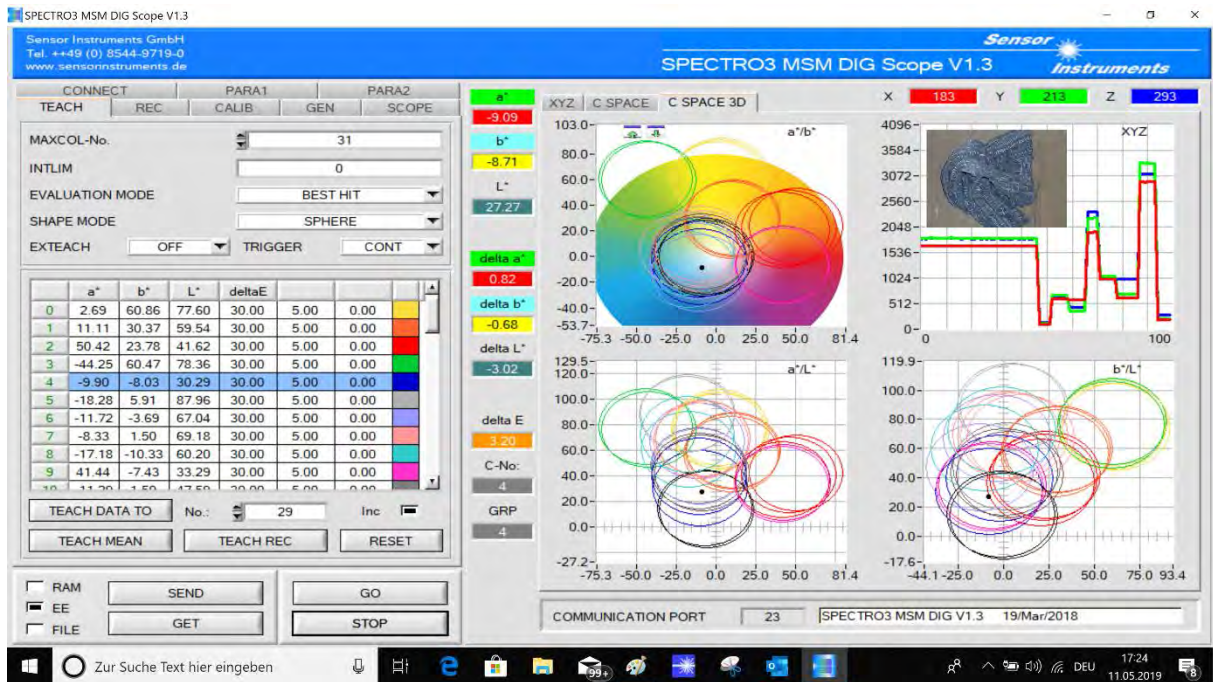 SPECTRO3 MSM DIG Scope V1.3
Sensor Instruments GmbH
Tel. ++49 (0) 8544-9719-0
www.sensorinstruments.de
Sensor
Instruments
SPECTRO3 MSM DIG Scope V1.3
CONNECT PARA1 PARA2
TEACH REC CALIB GEN SCOPE
MAXCOL-No. 31
INTLIM 0
EVALUATION MODE BEST HIT
SHAPE MODE SPHERE
EXTEACH OFF TRIGGER CONT
a* b* L* deltaE
0 2.69 60.86 77.60 30.00 5.00 0.00
1 11.11 30.37 59.54 30.00 5.00 0.00
2 50.42 23.78 41.62 30.00 5.00 0.00
3 -44.25 60.47 78.36 30.00 5.00 0.00
4 -9.90 -8.03 30.29 30.00 5.00 0.00
5 -18.28 5.91 87.96 30.00 5.00 0.00
6 -11.72 -3.69 67.04 30.00 5.00 0.00
7 -8.33 1.50 69.18 30.00 5.00 0.00
8 -17.18 -10.33 60.20 30.00 5.00 0.00
9 41.44 -7.43 33.29 30.00 5.00 0.00
TEACH DATA TO No.: 29 Inc
TEACH MEAN TEACH REC RESET
RAM
EE
FILE
SEND GO
GET STOP
a*
-9.09
b*
-8.71
L*
27.27
delta a*
0.82
delta b*
-0.68
delta L*
-3.02
delta E
3.20
C-No:
4
GRP
4
XYZ C SPACE C SPACE 3D
X 183 Y 213 Z 293
a*/b*
103.0
80.0
60.0
40.0
20.0
0.0
-20.0
-40.0
-53.7
-75.3 -50.0 -25.0 0.0 25.0 50.0 81.4
XYZ
4096
3584
3072
2560
2048
1536
1024
512
0
0 100
a*/L*
129.5
120.0
100.0
80.0
60.0
40.0
20.0
0.0
-27.2
-75.3 -50.0 -25.0 0.0 25.0 50.0 81.4
b*/L*
119.9
100.0
80.0
60.0
40.0
20.0
0.0
-17.6
-44.1 -25.0 0.0 25.0 50.0 75.0 93.4
COMMUNICATION PORT 23 SPECTRO3 MSM DIG V1.3 19/Mar/2018
Zur Suche Text hier eingeben
99+
DEU
17:24
11.05.2019
8